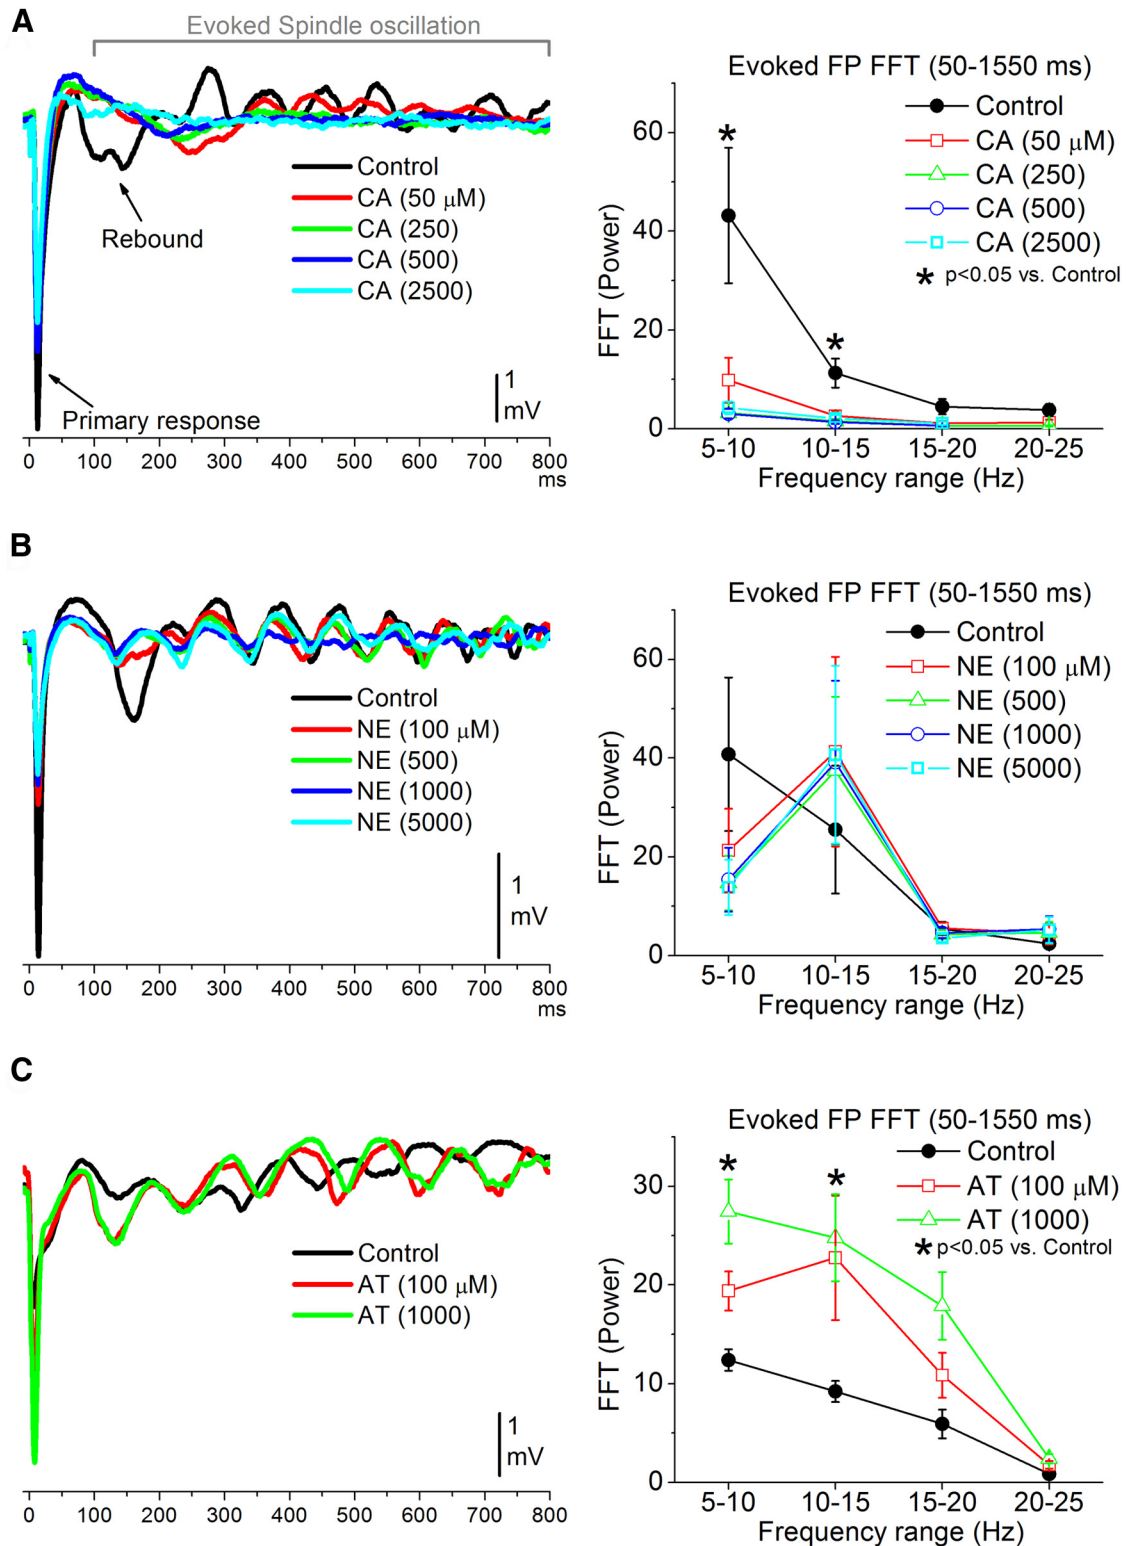 A
Evoked Spindle oscillation
Control
CA (50 μM)
CA (250)
CA (500)
CA (2500)
Rebound
Primary response
1
mV
0 100 200 300 400 500 600 700 800
ms
Evoked FP FFT (50-1550 ms)
Control
CA (50 μM)
CA (250)
CA (500)
CA (2500)
* p<0.05 vs. Control
*
*
60
40
20
0
FFT (Power)
5-10 10-15 15-20 20-25
Frequency range (Hz)
B
Control
NE (100 μM)
NE (500)
NE (1000)
NE (5000)
1
mV
0 100 200 300 400 500 600 700 800
ms
Evoked FP FFT (50-1550 ms)
Control
NE (100 μM)
NE (500)
NE (1000)
NE (5000)
60
40
20
0
FFT (Power)
5-10 10-15 15-20 20-25
Frequency range (Hz)
C
Control
AT (100 μM)
AT (1000)
1
mV
0 100 200 300 400 500 600 700 800
ms
Evoked FP FFT (50-1550 ms)
Control
AT (100 μM)
AT (1000)
* p<0.05 vs. Control
*
*
30
20
10
0
FFT (Power)
5-10 10-15 15-20 20-25
Frequency range (Hz)